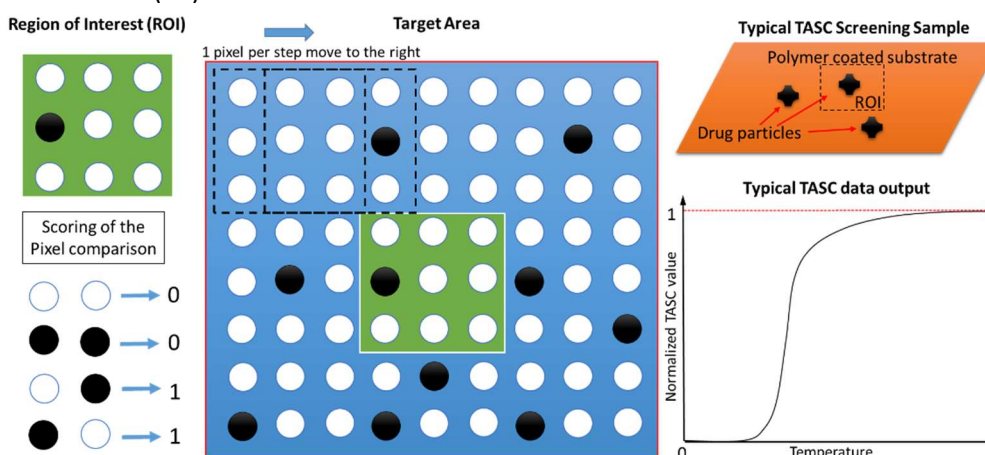 Region of Interest (ROI)
Target Area
1 pixel per step move to the right
Scoring of the
Pixel comparison
0
0
1
1
Typical TASC Screening Sample
Polymer coated substrate
ROI
Drug particles
Typical TASC data output
1
Normalized TASC value
0
Temperature